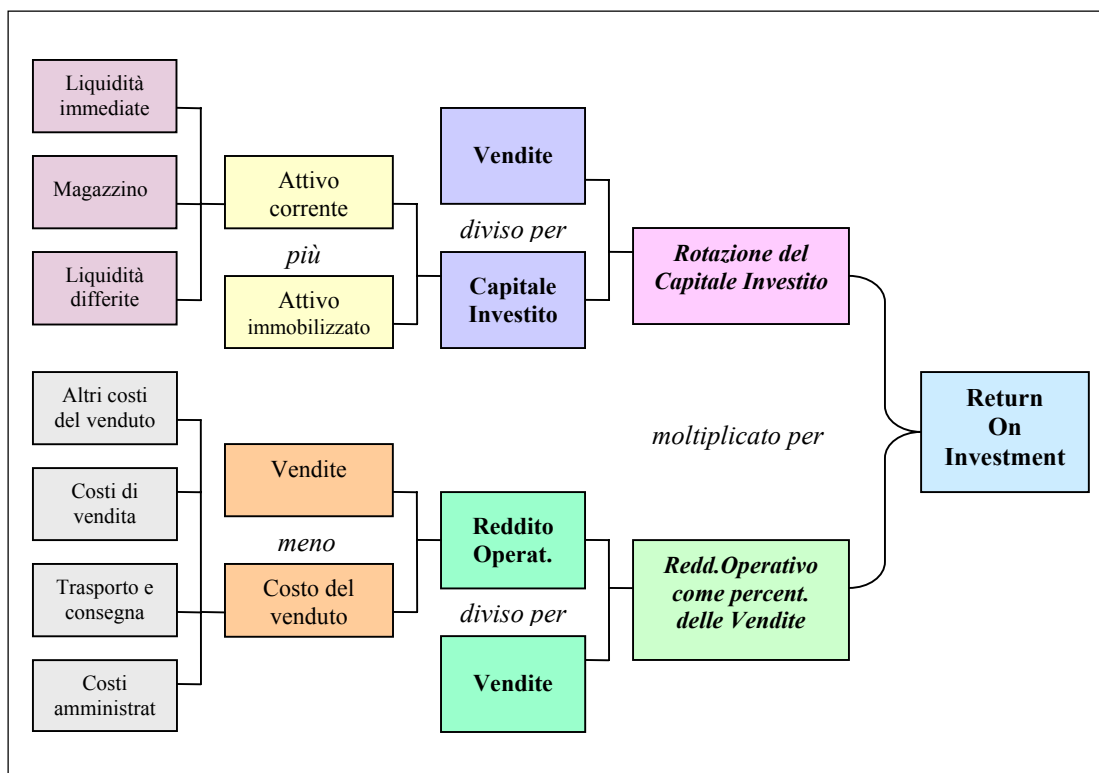 Liquidità
immediate
Magazzino
Liquidità
differite
Attivo
corrente
più
Attivo
immobilizzato
Vendite
diviso per
Capitale
Investito
Rotazione del
Capitale Investito
Altri costi
del venduto
Costi di
vendita
Trasporto e
consegna
Costi
amministrat
Vendite
meno
Costo del
venduto
Reddito
Operat.
diviso per
Vendite
moltiplicato per
Redd.Operativo
come percent.
delle Vendite
Return
On
Investment